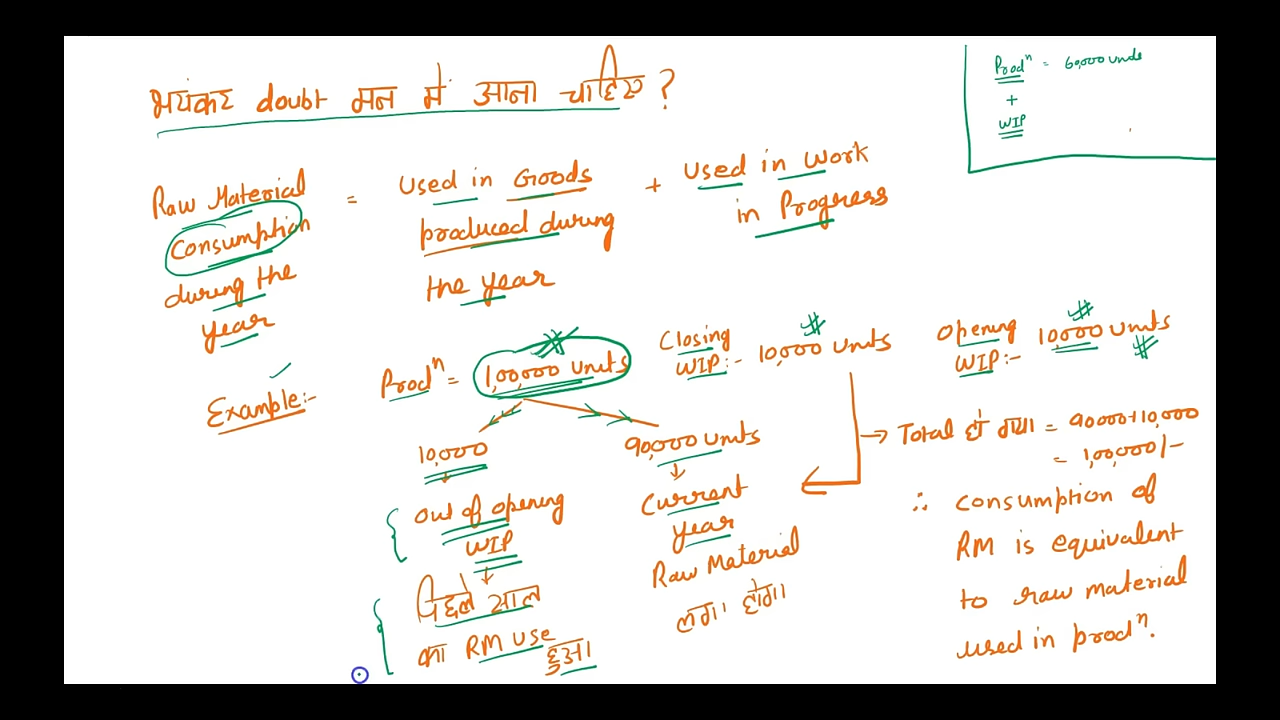 भयंकर doubt मन में आना चाहिए ?
Prodⁿ = 60,000 units
+
WIP
Raw Material
Consumption
during the
year
=
Used in Goods
produced during
the year
+
Used in Work
in Progress
Example:-
Prodⁿ = 1,00,000 units
Closing
WIP:- 10,000 units
Opening
WIP:- 10,000 units
10,000
out of opening
WIP
पिछले साल
का RM use
हुआ
90,000 units
Current
year
Raw Material
लगा होगा
→ Total हो गया = 90000+10,000
= 1,00,000/-
∴ consumption of
RM is equivalent
to raw material
used in prodⁿ.